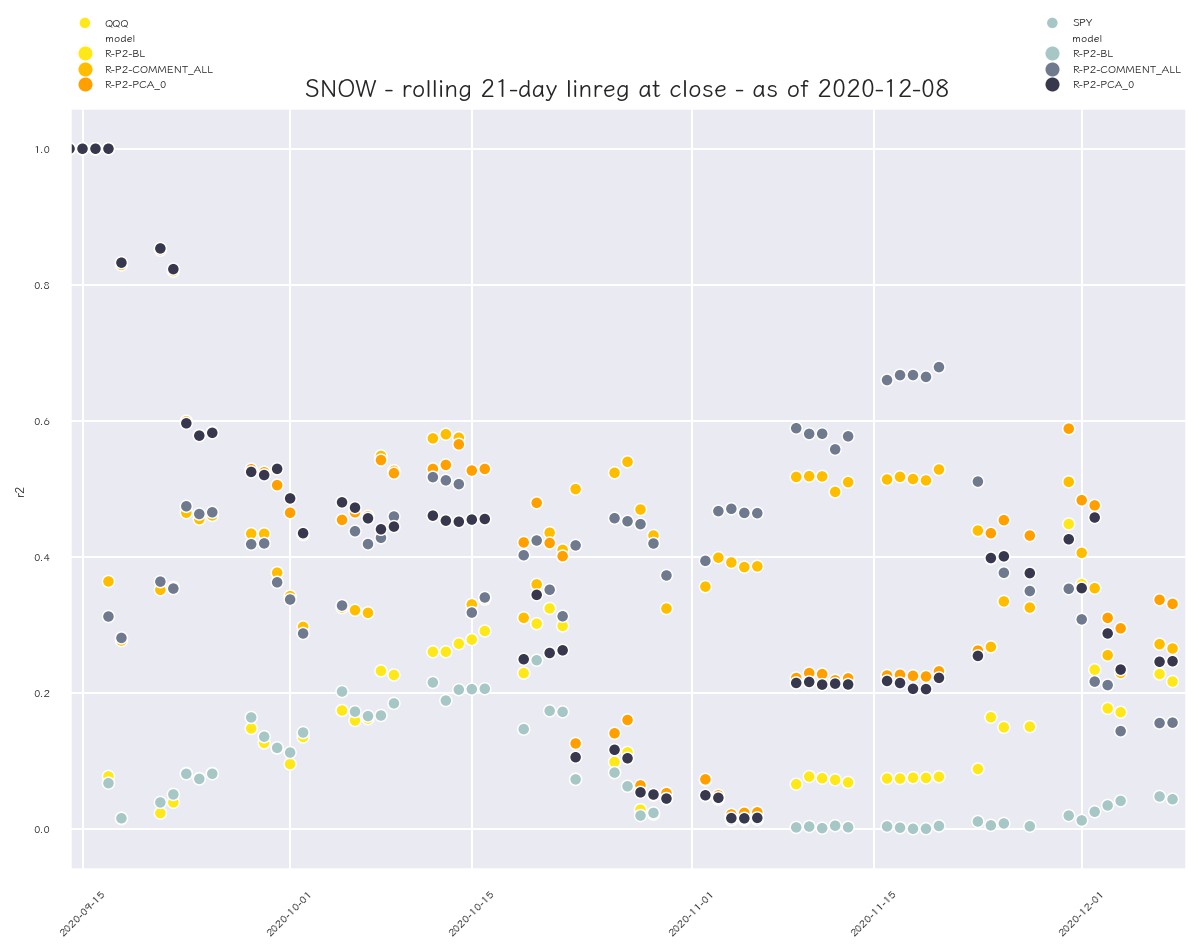 QQQ
model
R-P2-BL
R-P2-COMMENT_ALL
R-P2-PCA_0
SPY
model
R-P2-BL
R-P2-COMMENT_ALL
R-P2-PCA_0
SNOW - rolling 21-day linreg at close - as of 2020-12-08
1.0
0.8
0.6
0.4
0.2
0.0
r2
2020-09-15
2020-10-01
2020-10-15
2020-11-01
2020-11-15
2020-12-01